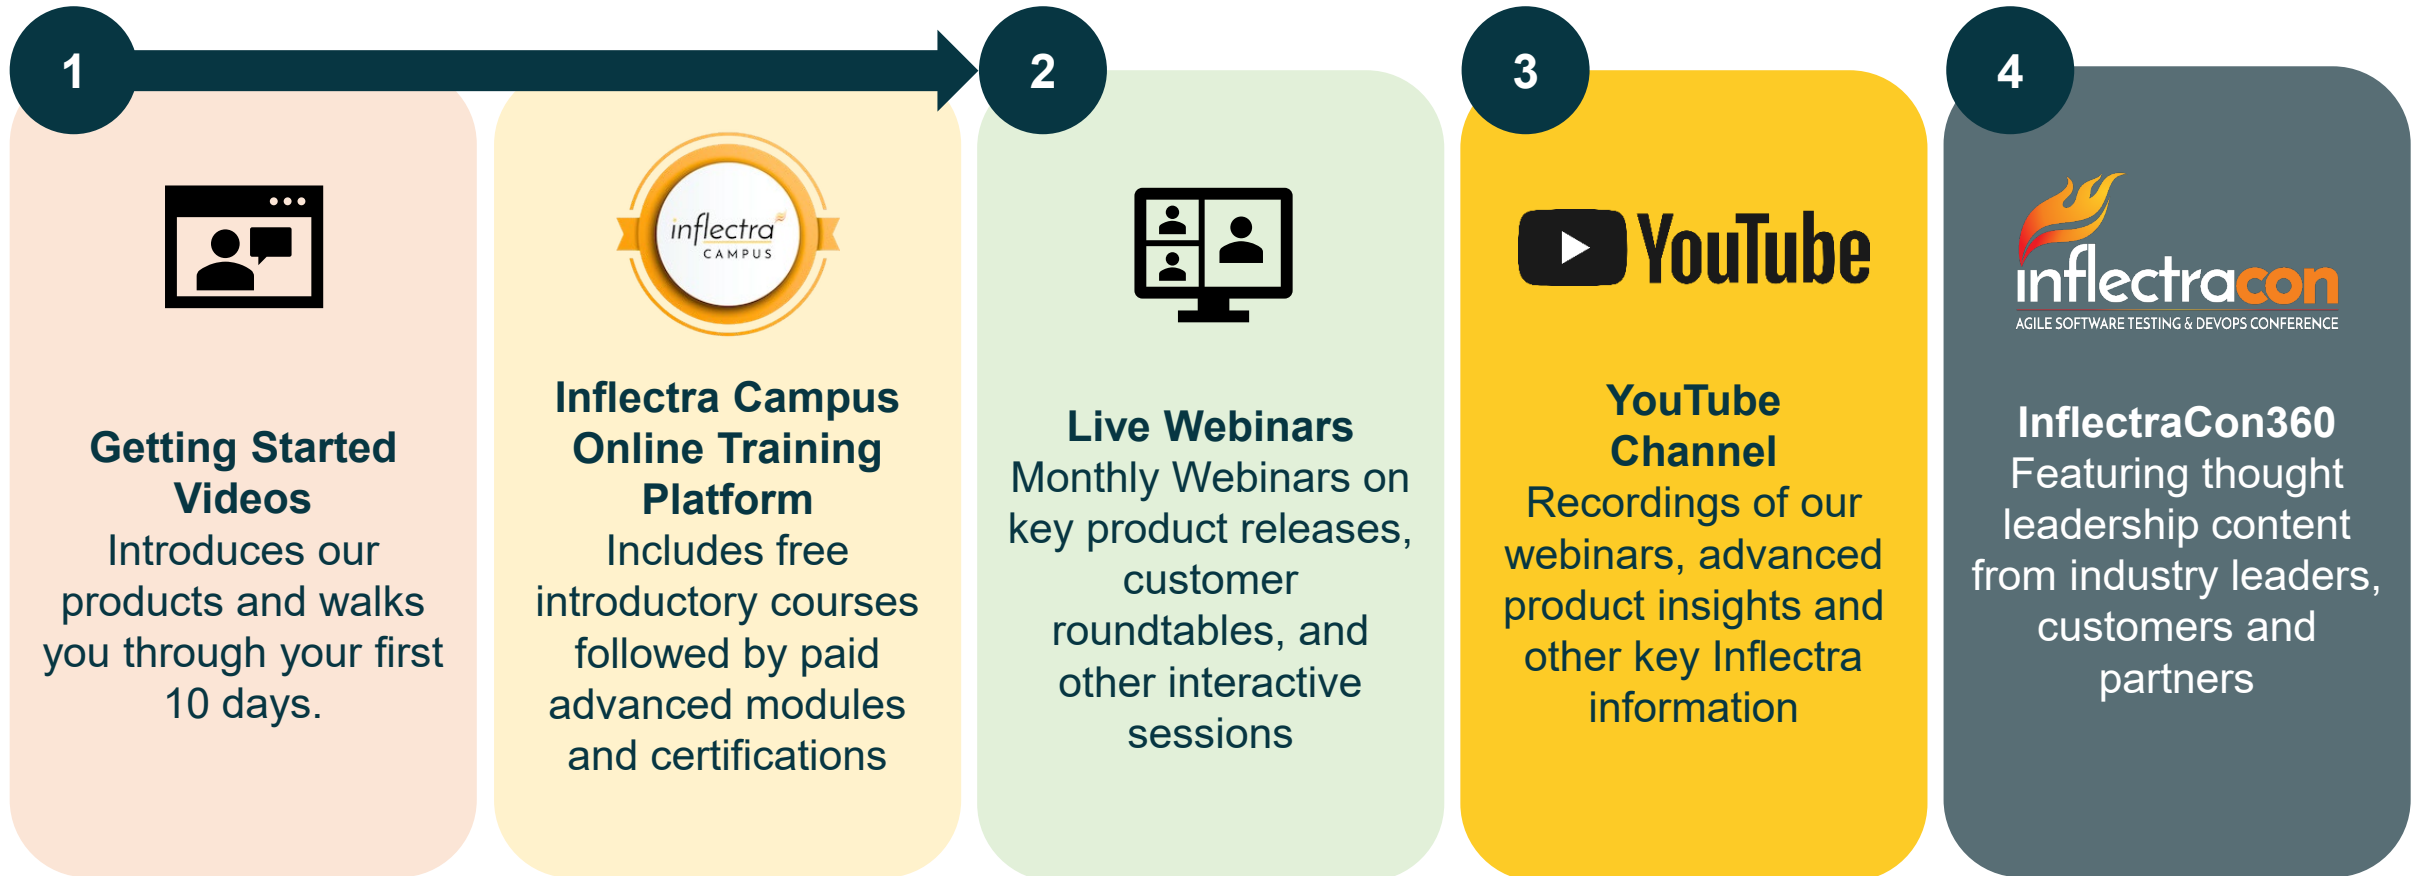 1
Getting Started
Videos
Introduces our
products and walks
you through your first
10 days.
inflectra
CAMPUS
Inflectra Campus
Online Training
Platform
Includes free
introductory courses
followed by paid
advanced modules
and certifications
2
Live Webinars
Monthly Webinars on
key product releases,
customer
roundtables, and
other interactive
sessions
3
YouTube
YouTube
Channel
Recordings of our
webinars, advanced
product insights and
other key Inflectra
information
4
inflectracon
AGILE SOFTWARE TESTING & DEVOPS CONFERENCE
InflectraCon360
Featuring thought
leadership content
from industry leaders,
customers and
partners